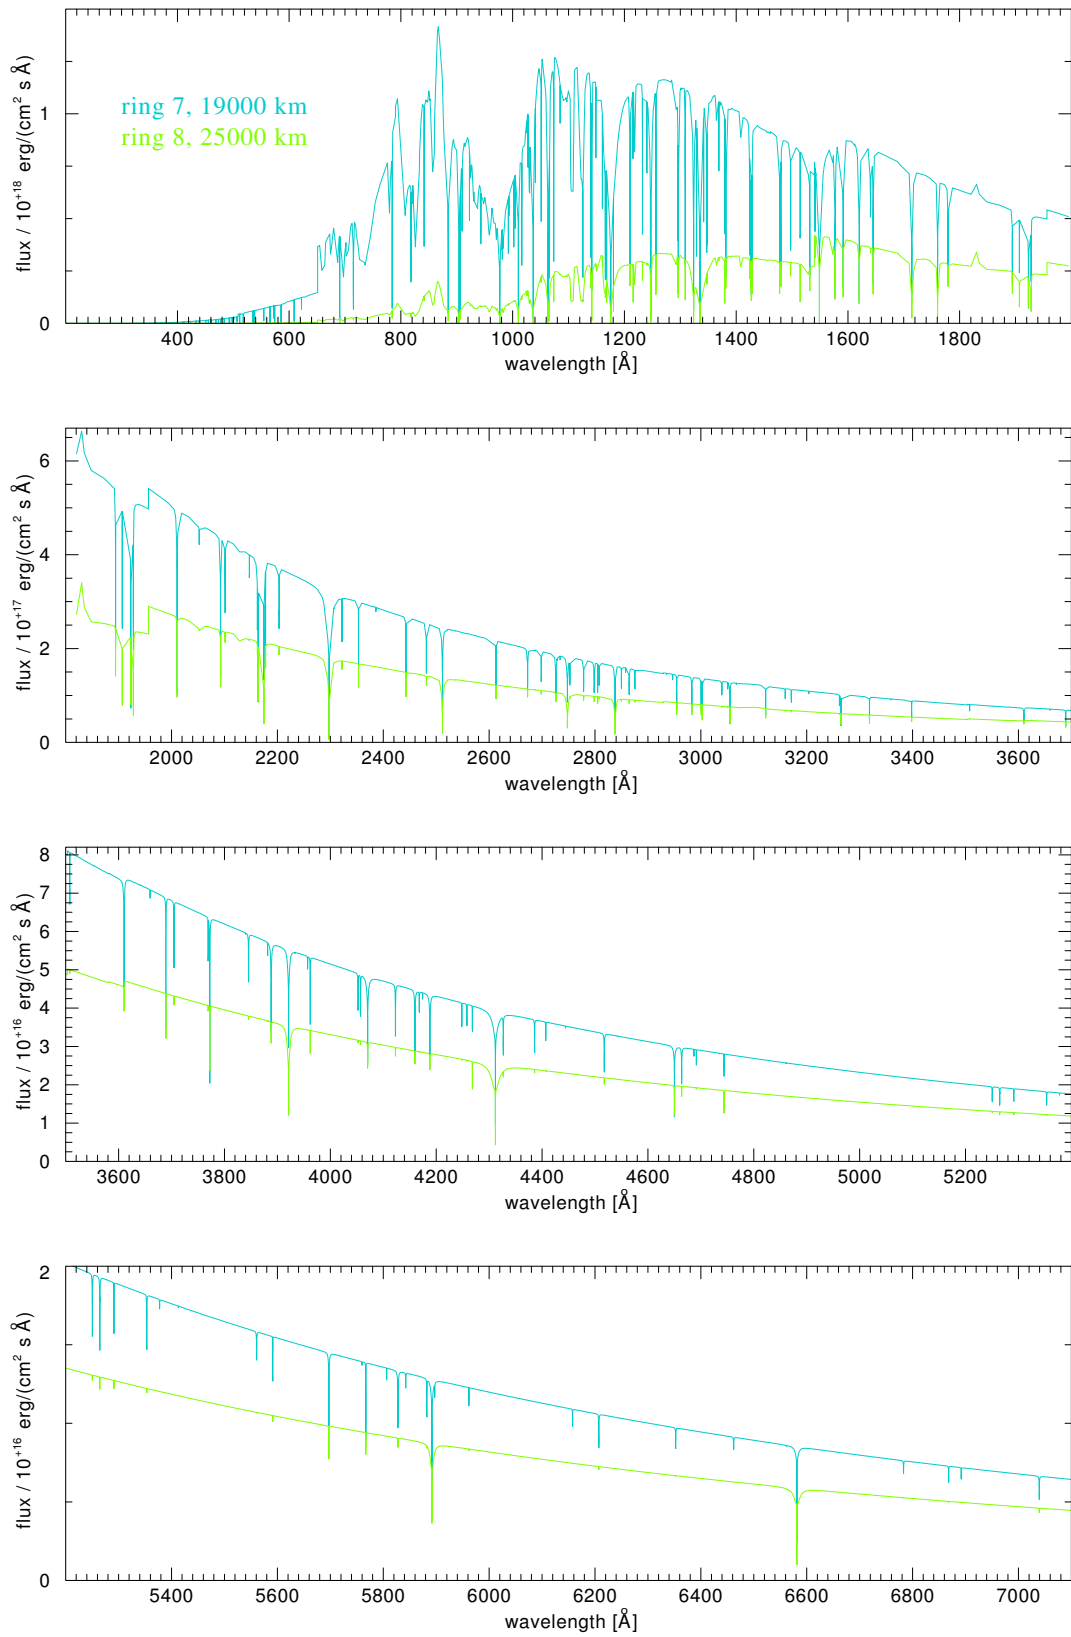 flux / 10⁺¹⁸ erg/(cm² s Å)
1
0
ring 7, 19000 km
ring 8, 25000 km
400 600 800 1000 1200 1400 1600 1800
wavelength [Å]
flux / 10⁺¹⁷ erg/(cm² s Å)
6
4
2
0
2000 2200 2400 2600 2800 3000 3200 3400 3600
wavelength [Å]
flux / 10⁺¹⁶ erg/(cm² s Å)
8
7
6
5
4
3
2
1
0
3600 3800 4000 4200 4400 4600 4800 5000 5200
wavelength [Å]
flux / 10⁺¹⁶ erg/(cm² s Å)
2
0
5400 5600 5800 6000 6200 6400 6600 6800 7000
wavelength [Å]